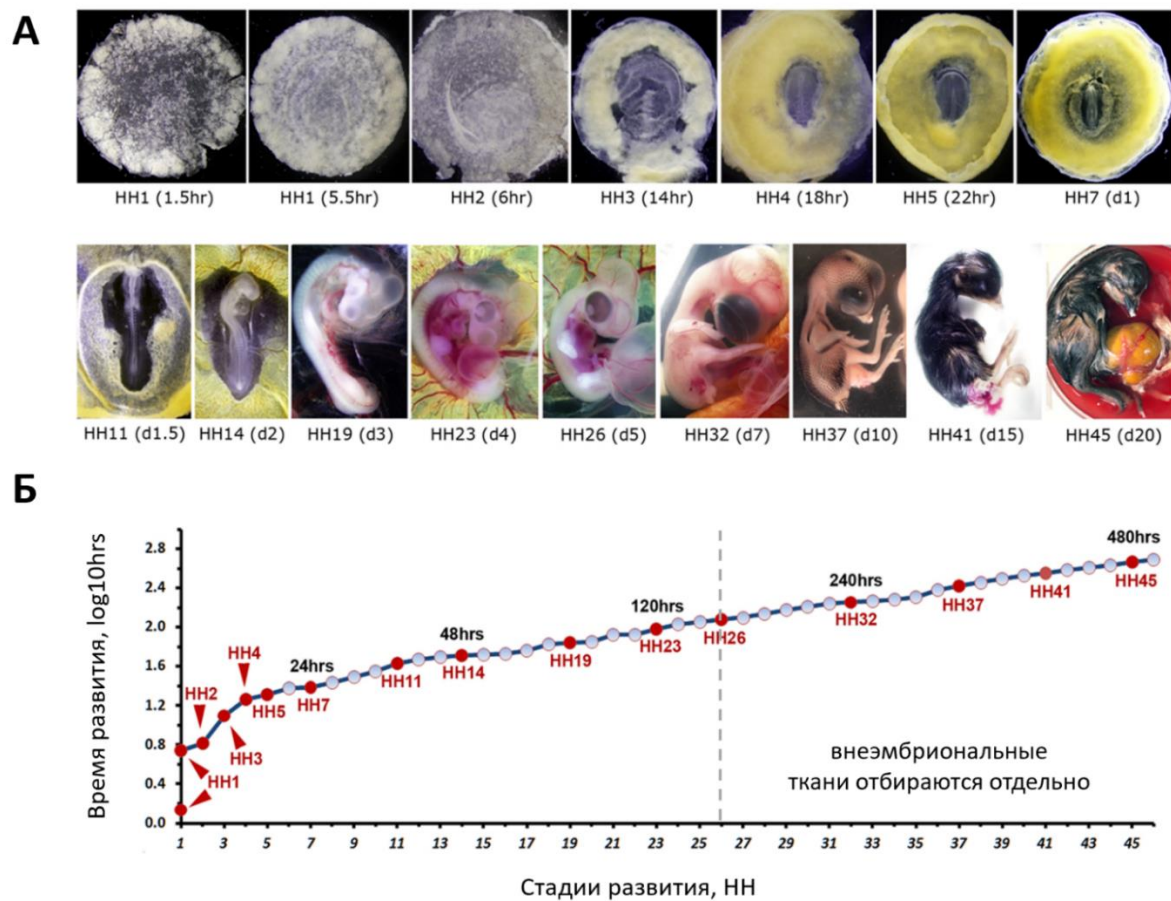 А
HH1 (1.5hr) HH1 (5.5hr) HH2 (6hr) HH3 (14hr) HH4 (18hr) HH5 (22hr) HH7 (d1)
HH11 (d1.5) HH14 (d2) HH19 (d3) HH23 (d4) HH26 (d5) HH32 (d7) HH37 (d10) HH41 (d15) HH45 (d20)
Б
Время развития, log10hrs
2.8
2.4
2.0
1.6
1.2
0.8
0.4
0.0
HH1
HH2
HH3
HH4
HH5
24hrs
HH7
HH11
48hrs
HH14
HH19
120hrs
HH23
HH26
240hrs
HH32
HH37
HH41
480hrs
HH45
внеэмбриональные
ткани отбираются отдельно
1 3 5 7 9 11 13 15 17 19 21 23 25 27 29 31 33 35 37 39 41 43 45
Стадии развития, HH